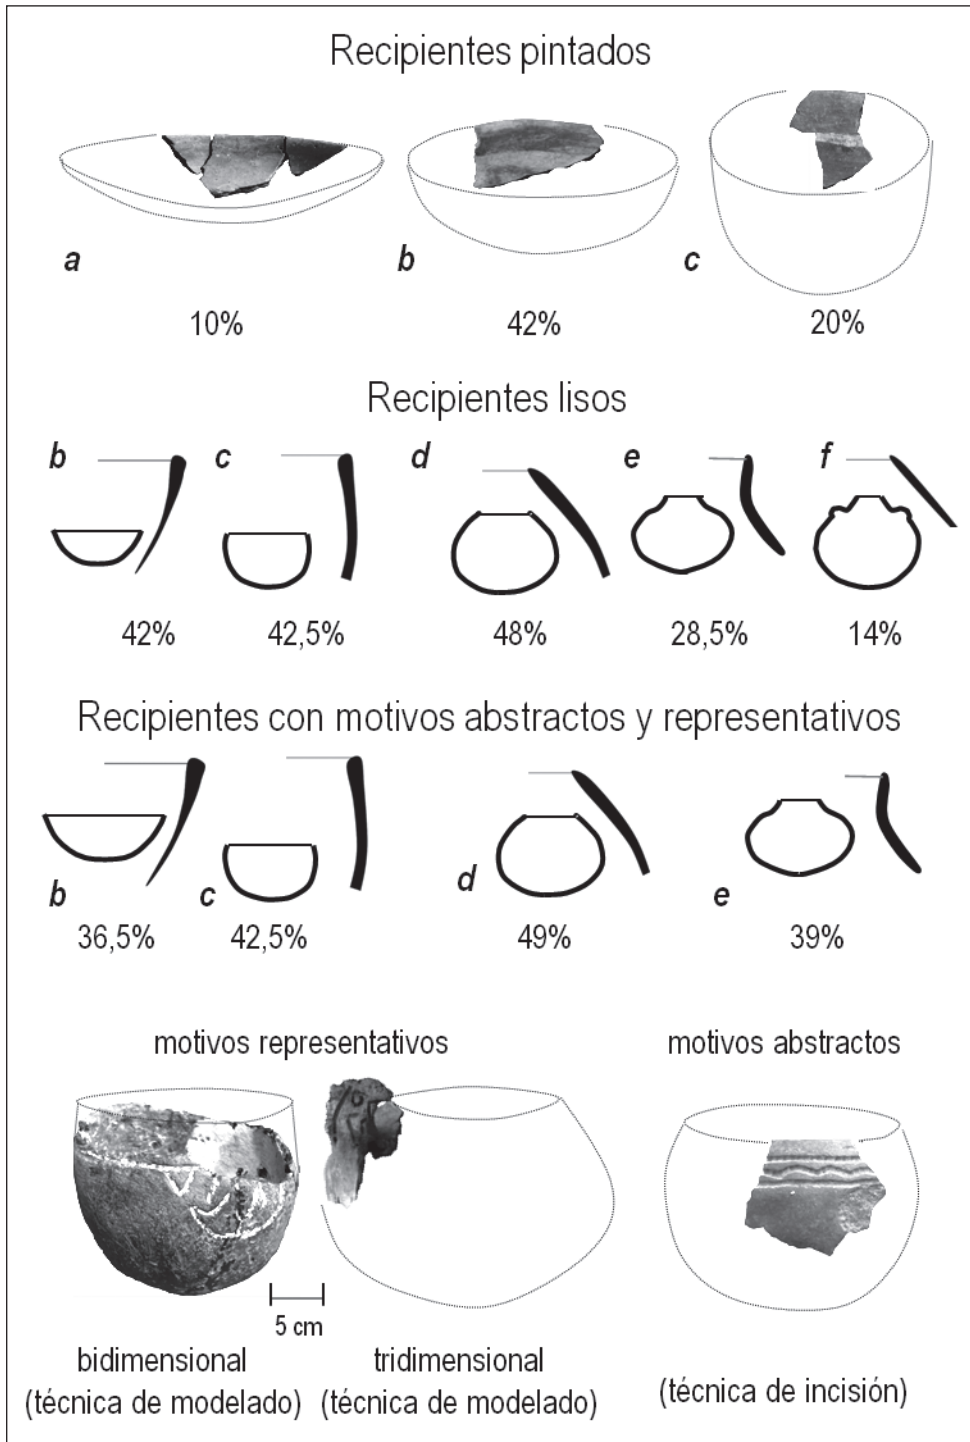 Recipientes pintados
a
b
c
10%
42%
20%
Recipientes lisos
b
c
d
e
f
42%
42,5%
48%
28,5%
14%
Recipientes con motivos abstractos y representativos
b
c
d
e
36,5%
42,5%
49%
39%
motivos representativos
motivos abstractos
5 cm
bidimensional
(técnica de modelado)
tridimensional
(técnica de modelado)
(técnica de incisión)